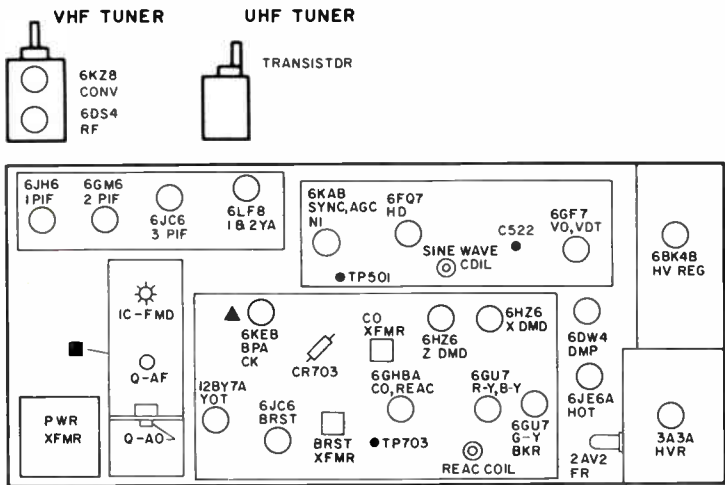 VHF TUNER
UHF TUNER
6KZ8
CONV
6DS4
RF
TRANSISTDR
6JH6
1 PIF
6GM6
2 PIF
6JC6
3 PIF
6LF8
1 & 2YA
6KA8
SYNC, AGC
N1
6FQ7
HD
SINE WAVE
CDIL
C522
6GF7
VO, VDT
TP501
6BK4B
HV REG
IC-FMD
Q-AF
Q-AO
PWR
XFMR
6KE8
BPA
CK
CR703
CO
XFMR
6HZ6
Z DMD
6HZ6
X DMD
6DW4
DMP
12BY7A
YOT
6JC6
BRST
BRST
XFMR
6GH8A
CO, REAC
TP703
6GU7
R-Y, B-Y
REAC COIL
6GU7
G-Y
BKR
6JE6A
HOT
2AV2
FR
3A3A
HVR